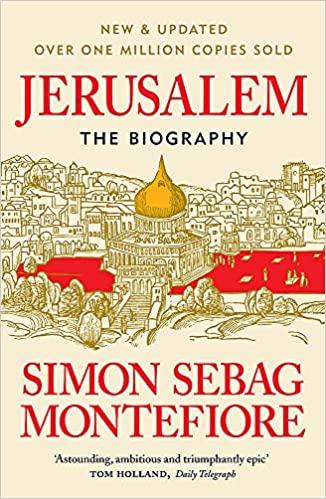 NEW & UPDATED
OVER ONE MILLION COPIES SOLD
JERUSALEM
THE BIOGRAPHY
SIMON SEBAG
MONTEFIORE
‘Astounding, ambitious and triumphantly epic’
TOM HOLLAND, Daily Telegraph